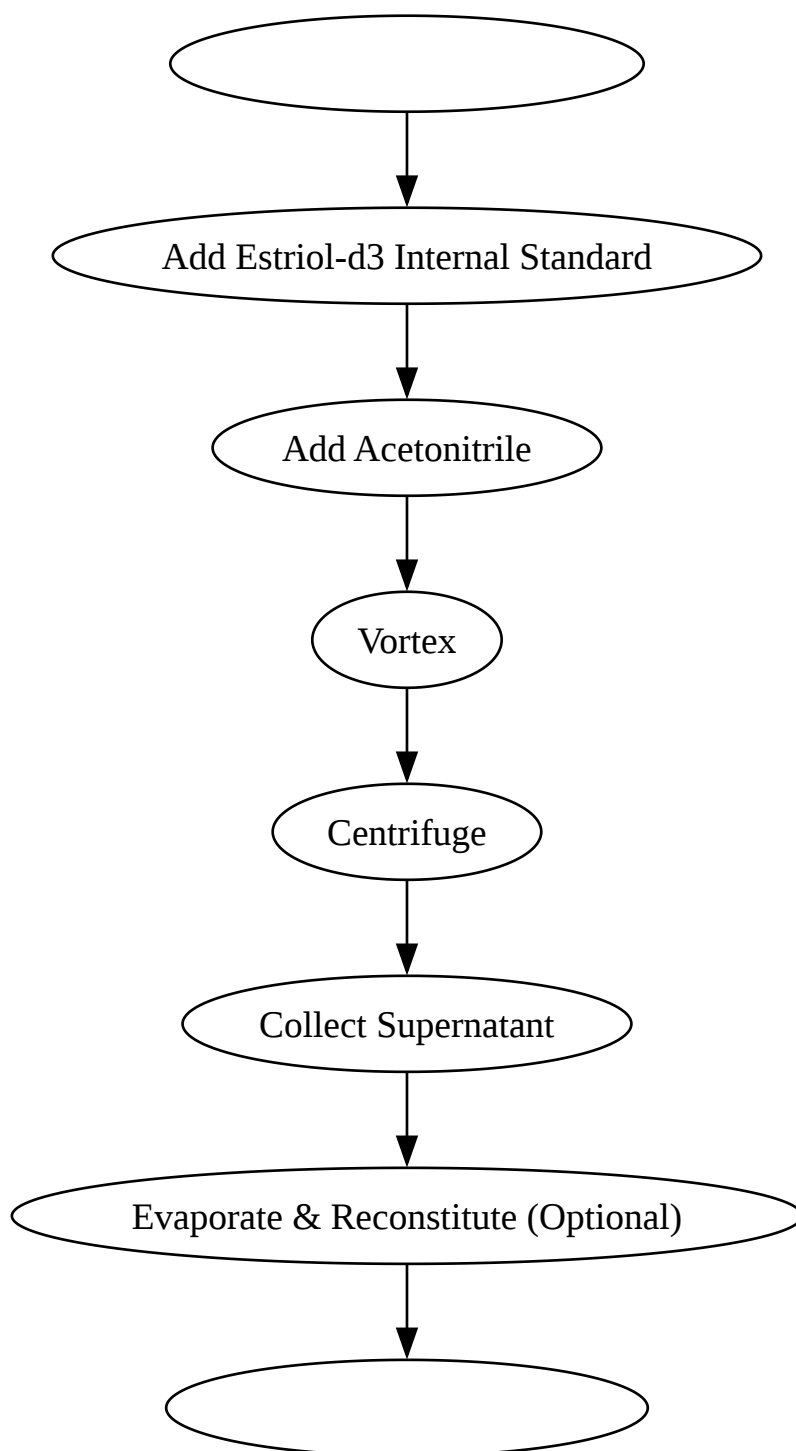 Add Estriol-d3 Internal Standard
Add Acetonitrile
Vortex
Centrifuge
Collect Supernatant
Evaporate & Reconstitute (Optional)